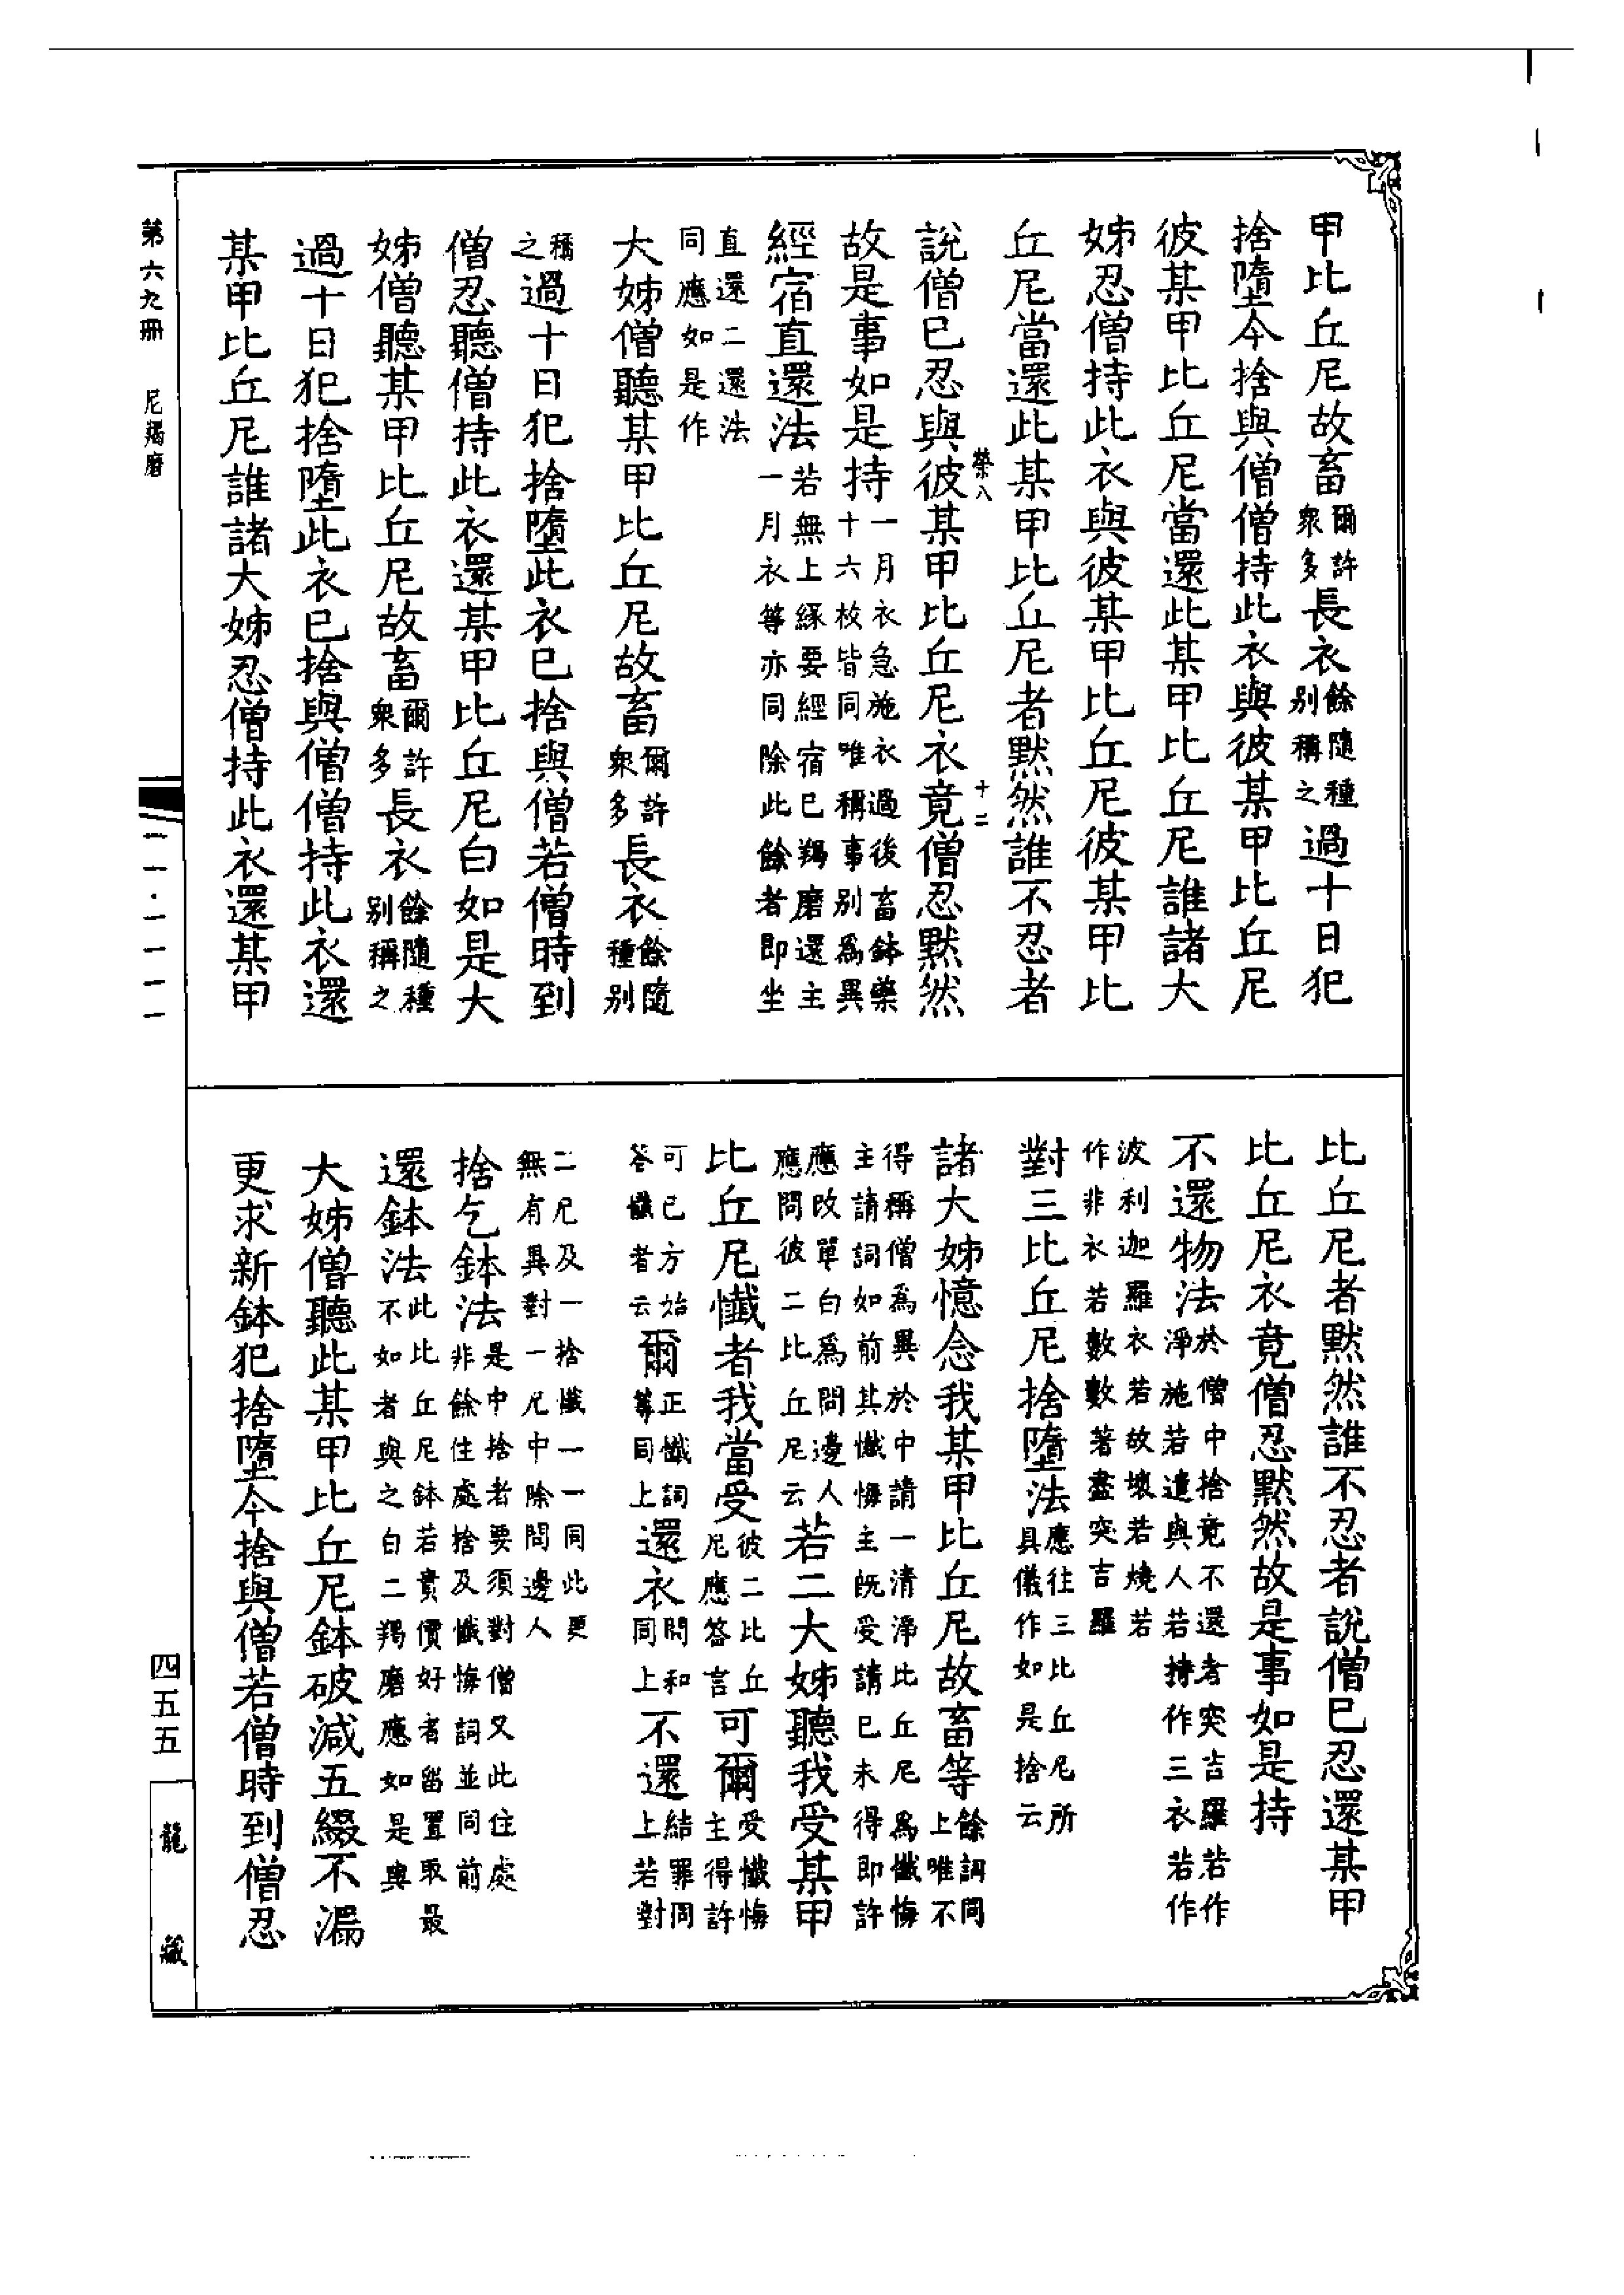 甲比丘尼故畜爾許衆多長衣餘隨種别稱之過十日犯
捨墮今捨與僧僧持此衣與彼某甲比丘尼
彼某甲比丘尼當還此某甲比丘尼誰諸大
姊忍僧持此衣與彼某甲比丘尼彼某甲比
丘尼當還此某甲比丘尼者默然誰不忍者
說僧已忍與彼某甲比丘尼衣竟僧忍默然
榮八
十二
故是事如是持一月衣急施衣過後畜鉢藥十六枚皆同唯稱事别爲異
經宿直還法若無上緣要經宿已羯磨還主一月衣等亦同除此餘者即坐
直還二還法同應如是作
大姊僧聽某甲比丘尼故畜爾許衆多長衣餘隨種别
稱之過十日犯捨墮此衣已捨與僧若僧時到
僧忍聽僧持此衣還某甲比丘尼白如是大
姊僧聽某甲比丘尼故畜爾許衆多長衣餘隨種别稱之
過十日犯捨墮此衣已捨與僧僧持此衣還
某甲比丘尼誰諸大姊忍僧持此衣還某甲
比丘尼者默然誰不忍者說僧已忍還某甲
比丘尼衣竟僧忍默然故是事如是持
不還物法於僧中捨竟不還者突吉羅若作淨施若遣與人若持作三衣若作
波利迦羅衣若故壞若燒若作非衣若數數著盡突吉羅
對三比丘尼捨墮法應往三比丘尼所具儀作如是捨云
諸大姊憶念我某甲比丘尼故畜等餘詞同上唯不
得稱僧爲異於中請一清淨比丘尼爲懺悔主請詞如前其懺悔主旣受請已未得即許
應改單白爲問邊人應問彼二比丘尼云若二大姊聽我受某甲
比丘尼懺者我當受彼二比丘尼應答言可爾受懺悔主得許
可已方始答懺者云爾正懺詞等同上還衣問和同上不還結罪同上若對
二尼及一捨懺一一同此更無有異對一尼中除問邊人
捨乞鉢法是中捨者要須對僧又此住處非餘住處捨及懺悔詞並同前
還鉢法此比丘尼鉢若貴價好者留置取最不如者與之白二羯磨應如是與
大姊僧聽此某甲比丘尼鉢破減五綴不漏
更求新鉢犯捨墮今捨與僧若僧時到僧忍
第六九册 尼羯磨
四五五
龍藏